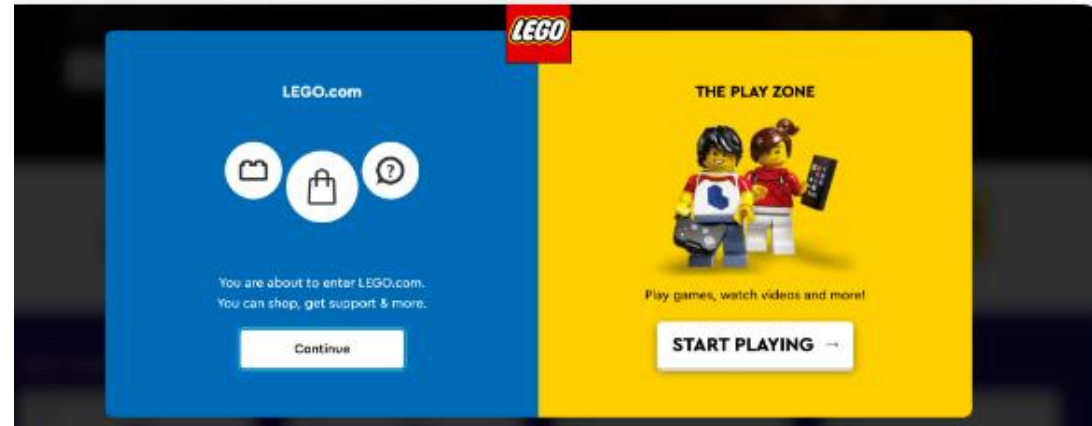 LEGO
LEGO.com
?
You are about to enter LEGO.com.
You can shop, get support & more.
Continue
THE PLAY ZONE
Play games, watch videos and more!
START PLAYING →